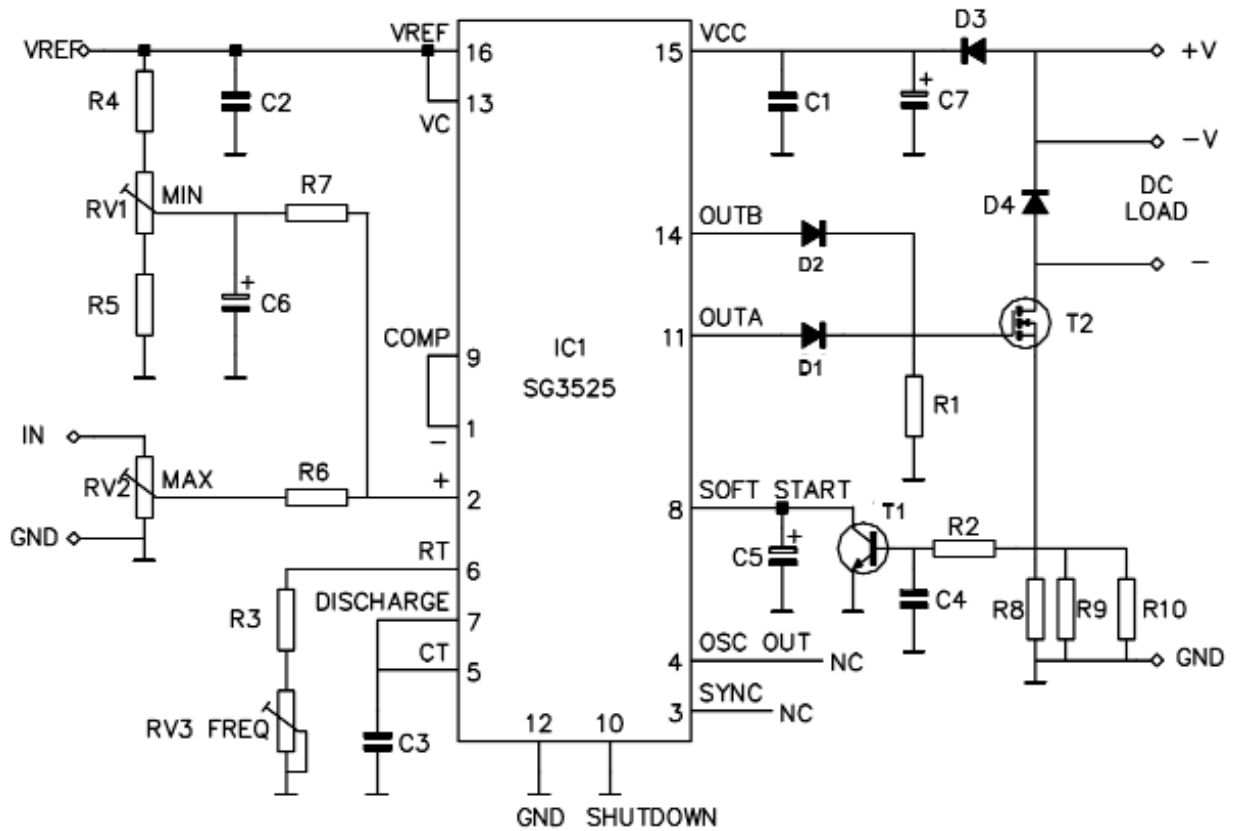 VREF
R4
C2
VREF
16
13
VC
RV1
MIN
R7
R5
C6
+
COMP
9
1
−
IN
RV2
MAX
R6
+
2
GND
RT
6
R3
DISCHARGE
7
CT
5
RV3 FREQ
C3
IC1
SG3525
12
10
GND
SHUTDOWN
VCC
15
C1
+
C7
D3
+V
−V
DC
LOAD
D4
−
OUTB
14
D2
OUTA
11
D1
T2
R1
SOFT START
8
T1
C5
+
R2
C4
R8
R9
R10
GND
OSC OUT
4
NC
SYNC
3
NC